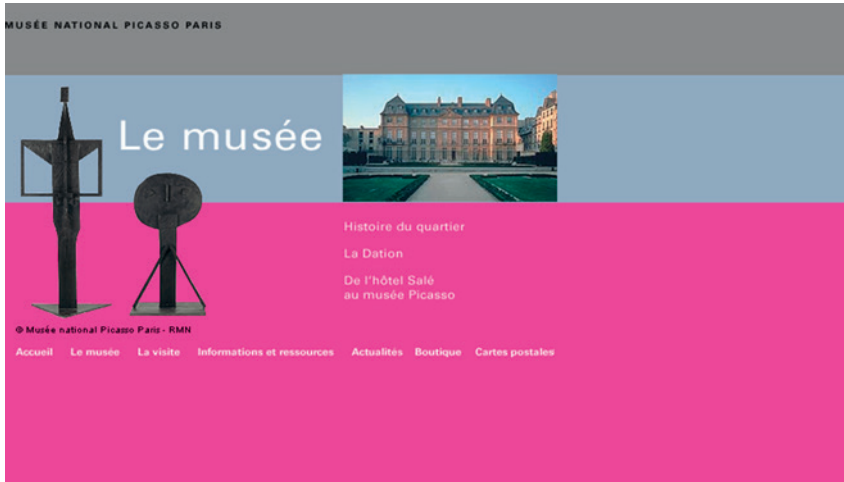 MUSÉE NATIONAL PICASSO PARIS
Le musée
Histoire du quartier
La Dation
De l'hôtel Salé
au musée Picasso
© Musée national Picasso Paris - RMN
Accueil Le musée La visite Informations et ressources Actualités Boutique Cartes postales